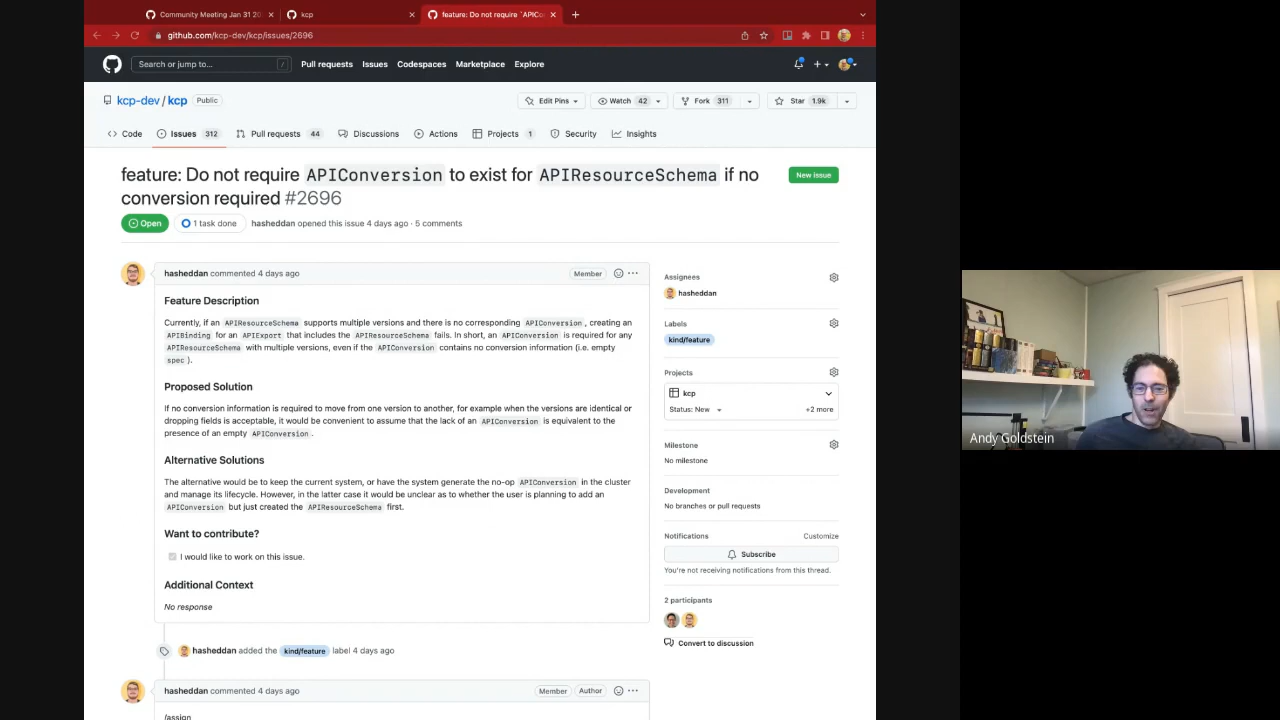 Community Meeting Jan 31 20
kcp
feature: Do not require `APICon
github.com/kcp-dev/kcp/issues/2696
Search or jump to...
/
Pull requests
Issues
Codespaces
Marketplace
Explore
kcp-dev / kcp
Public
Edit Pins
Watch 42
Fork 311
Star 1.9k
Code
Issues 312
Pull requests 44
Discussions
Actions
Projects 1
Security
Insights
feature: Do not require APIConversion to exist for APIResourceSchema if no
conversion required #2696
New issue
Open
1 task done
hasheddan opened this issue 4 days ago · 5 comments
hasheddan commented 4 days ago
Member
Feature Description
Currently, if an APIResourceSchema supports multiple versions and there is no corresponding APIConversion, creating an
APIBinding for an APIExport that includes the APIResourceSchema fails. In short, an APIConversion is required for any
APIResourceSchema with multiple versions, even if the APIConversion contains no conversion information (i.e. empty
spec ).
Proposed Solution
If no conversion information is required to move from one version to another, for example when the versions are identical or
dropping fields is acceptable, it would be convenient to assume that the lack of an APIConversion is equivalent to the
presence of an empty APIConversion .
Alternative Solutions
The alternative would be to keep the current system, or have the system generate the no-op APIConversion in the cluster
and manage its lifecycle. However, in the latter case it would be unclear as to whether the user is planning to add an
APIConversion but just created the APIResourceSchema first.
Want to contribute?
I would like to work on this issue.
Additional Context
No response
hasheddan added the kind/feature label 4 days ago
hasheddan commented 4 days ago
Member
Author
/assign
Assignees
hasheddan
Labels
kind/feature
Projects
kcp
Status: New
+2 more
Milestone
No milestone
Development
No branches or pull requests
Notifications
Customize
Subscribe
You're not receiving notifications from this thread.
2 participants
Convert to discussion
Andy Goldstein